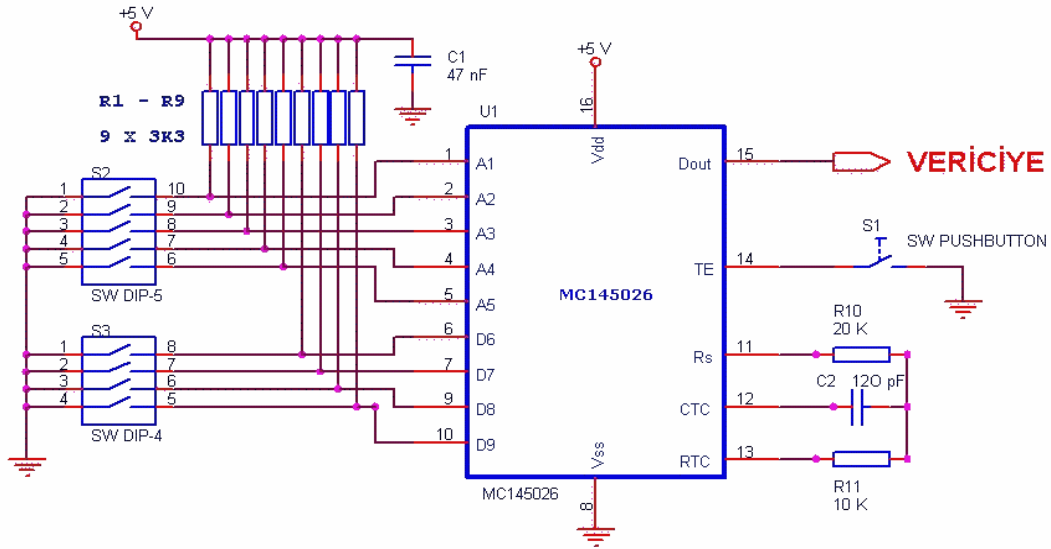 +5 V
C1
47 nF
R1 - R9
9 X 3K3
+5 V
16
U1
Vdd
S2
1 10
2 9
3 8
4 7
5 6
SW DIP-5
S3
1 8
2 7
3 6
4 5
SW DIP-4
1 A1
2 A2
3 A3
4 A4
5 A5
6 D6
7 D7
9 D8
10 D9
MC145026
Dout 15
VERİCİYE
TE 14
S1
SW PUSHBUTTON
Rs 11
R10
20 K
CTC 12
C2 120 pF
RTC 13
R11
10 K
Vss
8
MC145026